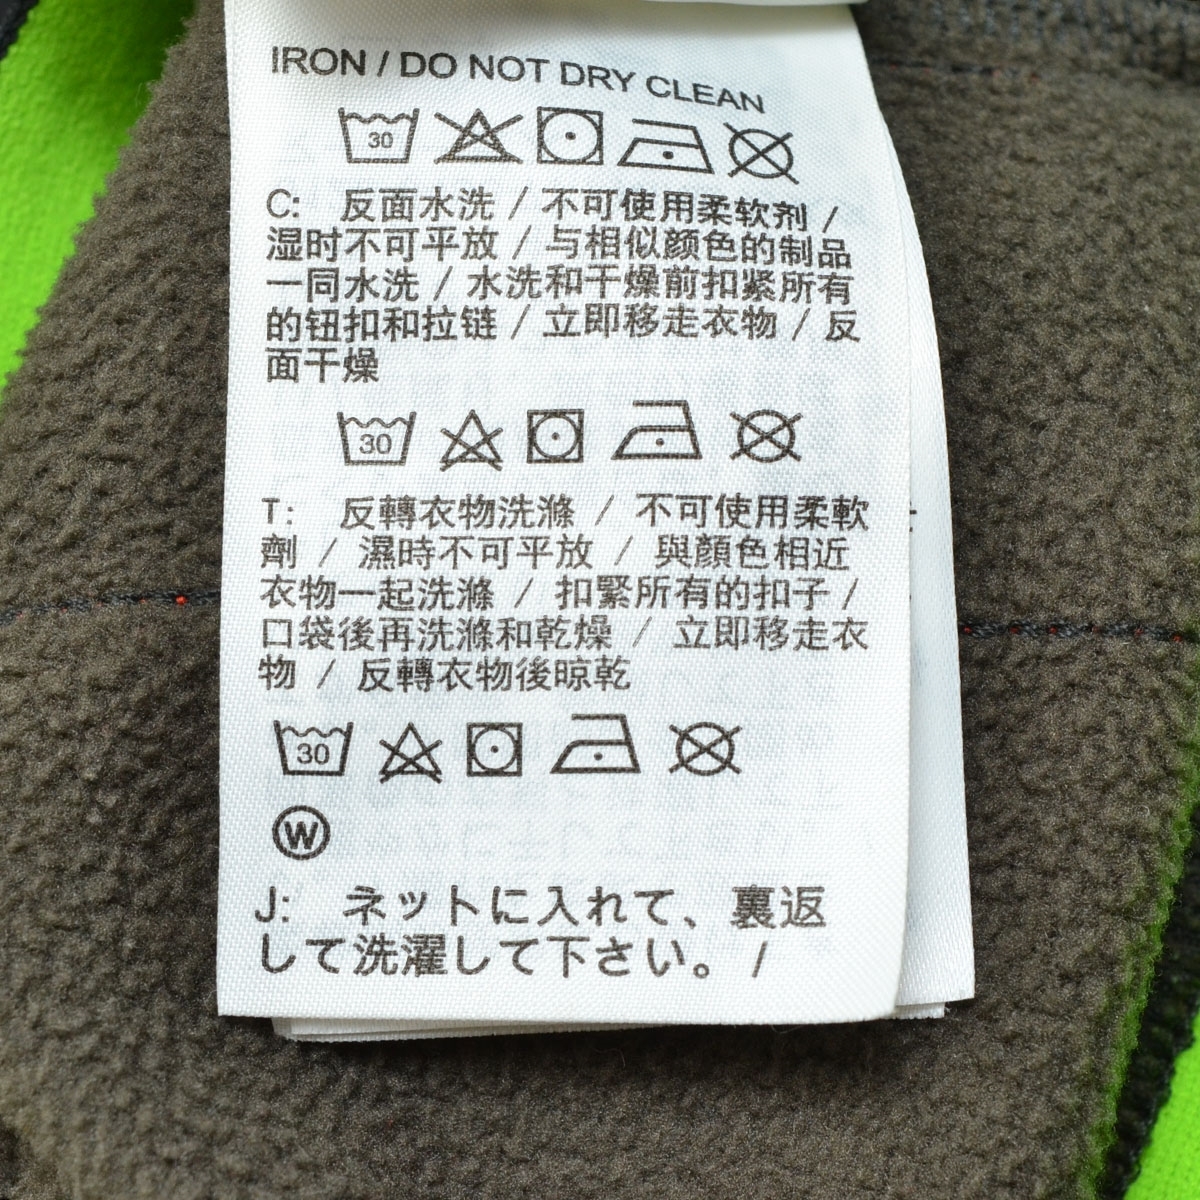 IRON / DO NOT DRY CLEAN
30
C: 反面水洗 / 不可使用柔软剂 /
湿时不可平放 / 与相似颜色的制品
一同水洗 / 水洗和干燥前扣紧所有
的钮扣和拉链 / 立即移走衣物 / 反
面干燥
30
T: 反轉衣物洗滌 / 不可使用柔軟
劑 / 濕時不可平放 / 與顏色相近
衣物一起洗滌 / 扣緊所有的扣子 /
口袋後再洗滌和乾燥 / 立即移走衣
物 / 反轉衣物後晾乾
30
W
J: ネットに入れて、裏返
して洗濯して下さい。 /